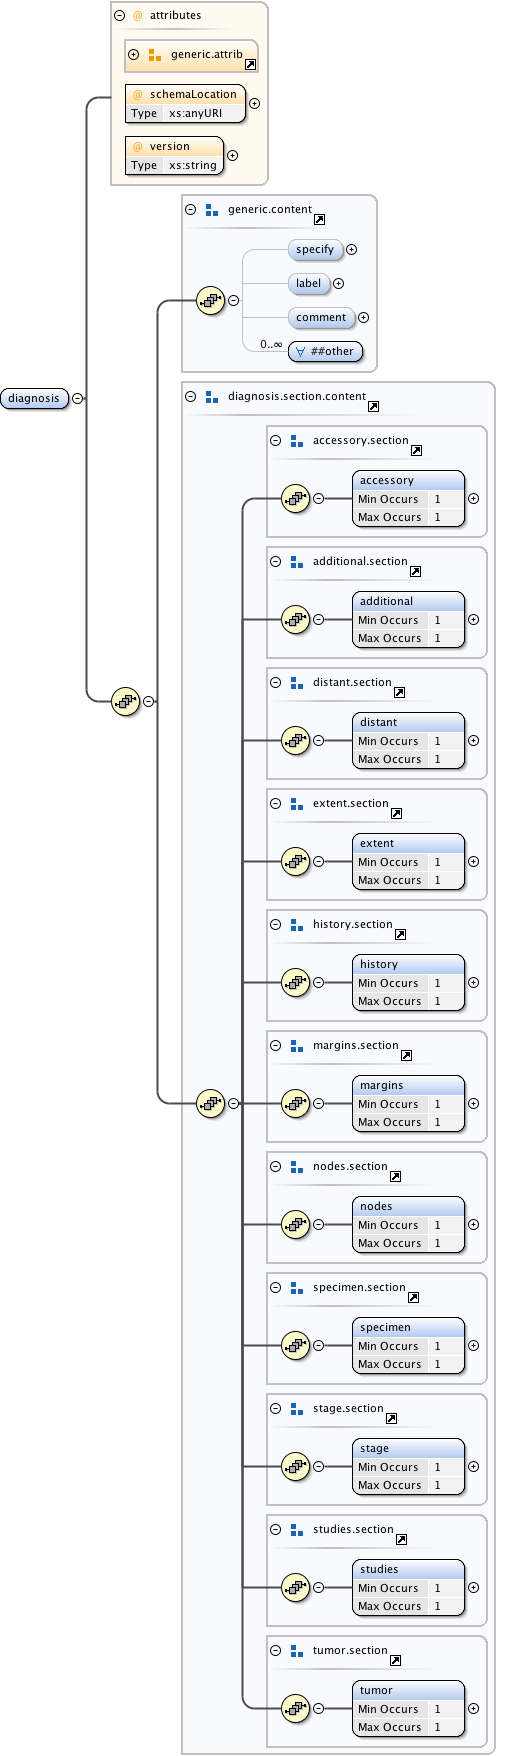 @ attributes
generic.attrib
@ schemaLocation
Type xs:anyURI
@ version
Type xs:string
generic.content
specify
label
comment
0..∞
∀ ##other
diagnosis
diagnosis.section.content
accessory.section
accessory
Min Occurs 1
Max Occurs 1
additional.section
additional
Min Occurs 1
Max Occurs 1
distant.section
distant
Min Occurs 1
Max Occurs 1
extent.section
extent
Min Occurs 1
Max Occurs 1
history.section
history
Min Occurs 1
Max Occurs 1
margins.section
margins
Min Occurs 1
Max Occurs 1
nodes.section
nodes
Min Occurs 1
Max Occurs 1
specimen.section
specimen
Min Occurs 1
Max Occurs 1
stage.section
stage
Min Occurs 1
Max Occurs 1
studies.section
studies
Min Occurs 1
Max Occurs 1
tumor.section
tumor
Min Occurs 1
Max Occurs 1